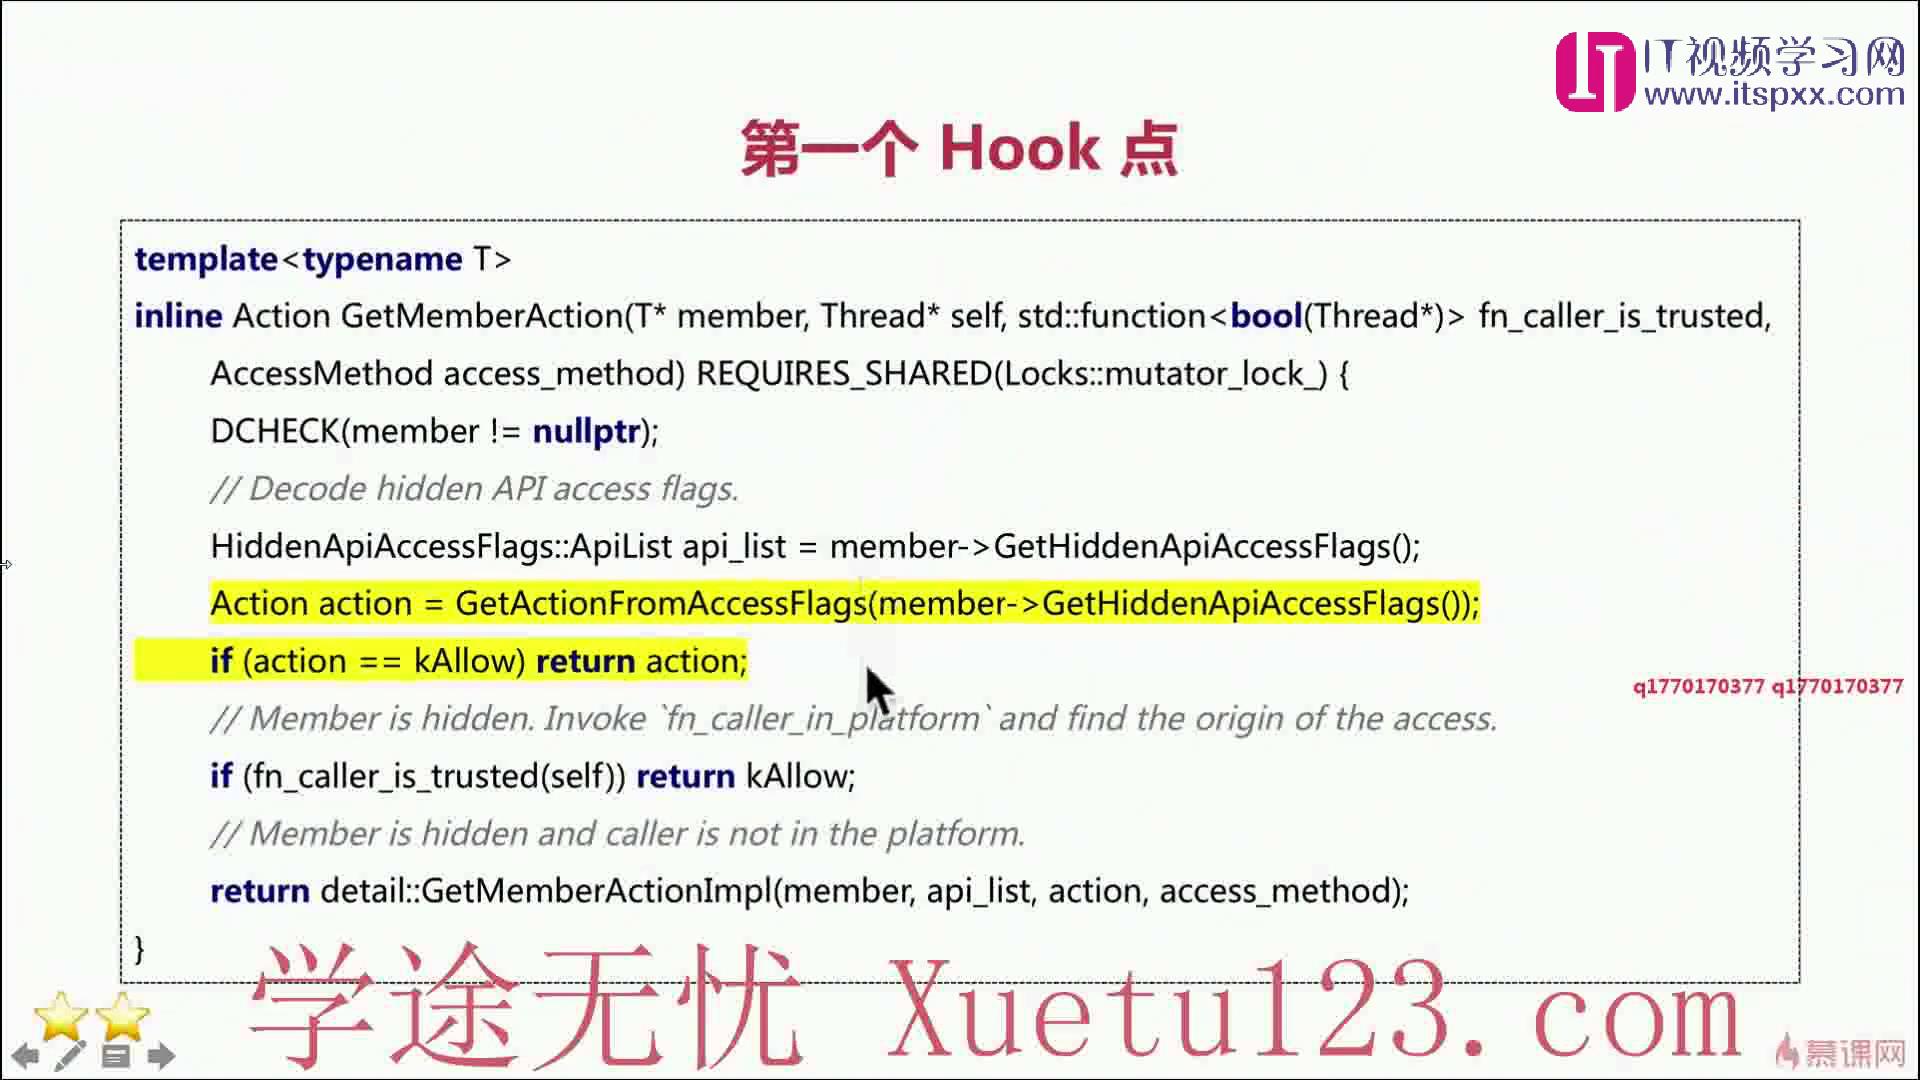 IT视频学习网
www.itspxx.com
第一个 Hook 点
template<typename T>
inline Action GetMemberAction(T* member, Thread* self, std::function<bool(Thread*)> fn_caller_is_trusted,
AccessMethod access_method) REQUIRES_SHARED(Locks::mutator_lock_) {
DCHECK(member != nullptr);
// Decode hidden API access flags.
HiddenApiAccessFlags::ApiList api_list = member->GetHiddenApiAccessFlags();
Action action = GetActionFromAccessFlags(member->GetHiddenApiAccessFlags());
if (action == kAllow) return action;
q1770170377 q1770170377
// Member is hidden. Invoke `fn_caller_in_platform` and find the origin of the access.
if (fn_caller_is_trusted(self)) return kAllow;
// Member is hidden and caller is not in the platform.
return detail::GetMemberActionImpl(member, api_list, action, access_method);
}
学途无忧 Xuetu123.com
慕课网